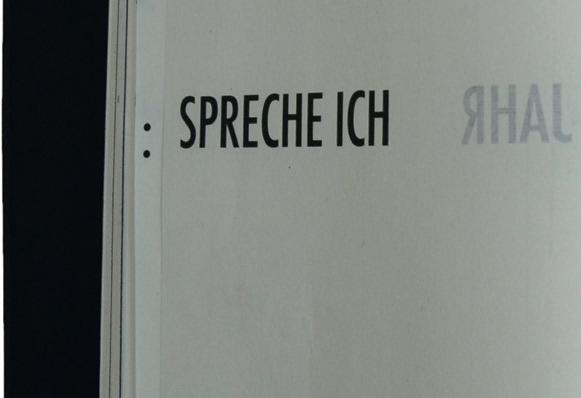 : SPRECHE ICH JAHR